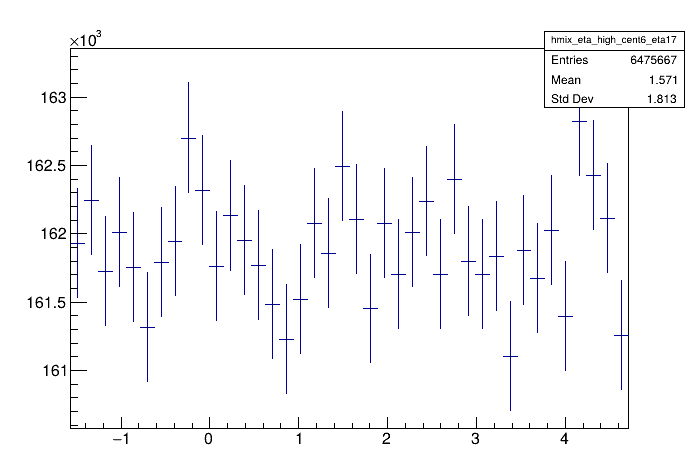 ×10³
hmix_eta_high_cent6_eta17
Entries 6475667
Mean 1.571
Std Dev 1.813
163
162.5
162
161.5
161
−1 0 1 2 3 4